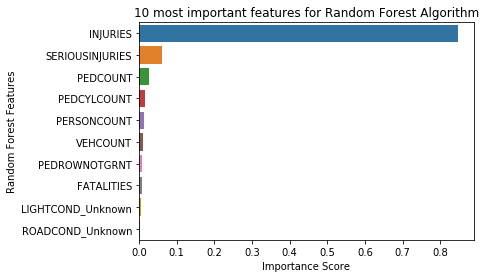 10 most important features for Random Forest Algorithm
INJURIES
SERIOUSINJURIES
PEDCOUNT
PEDCYLCOUNT
PERSONCOUNT
VEHCOUNT
PEDROWNOTGRNT
FATALITIES
LIGHTCOND_Unknown
ROADCOND_Unknown
Random Forest Features
0.0 0.1 0.2 0.3 0.4 0.5 0.6 0.7 0.8
Importance Score